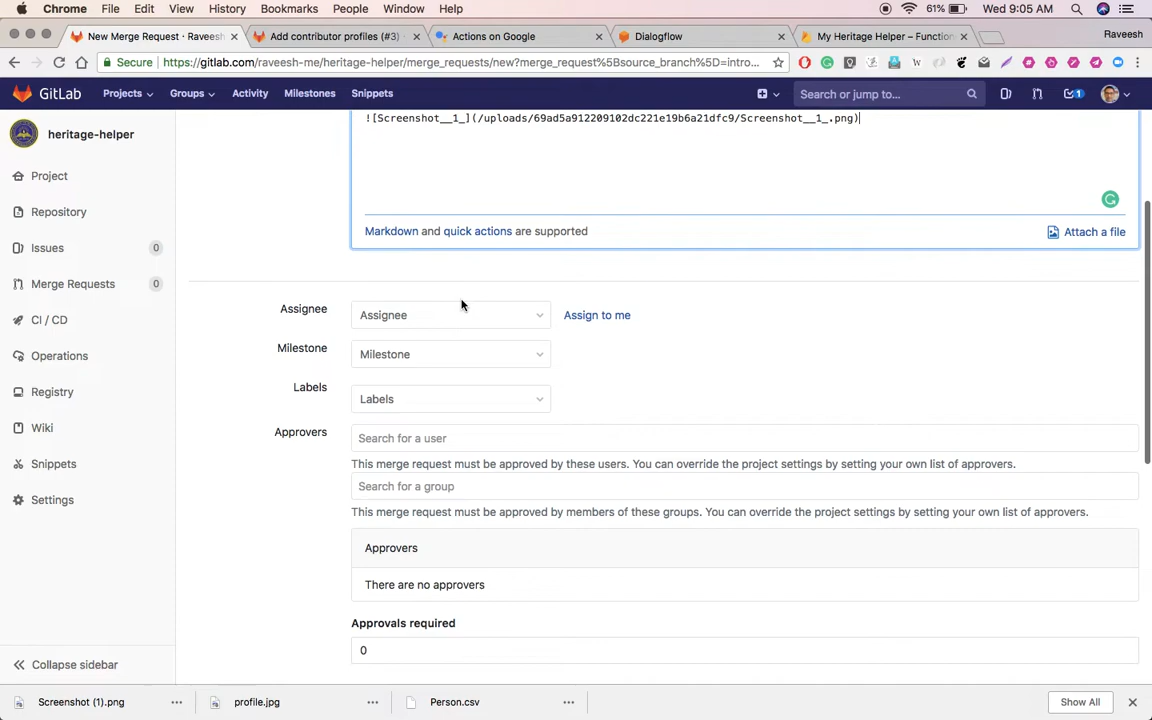 Chrome File Edit View History Bookmarks People Window Help 61% Wed 9:05 AM
New Merge Request · Raveesh Add contributor profiles (#3) · Actions on Google Dialogflow My Heritage Helper – Function Raveesh
Secure https://gitlab.com/raveesh-me/heritage-helper/merge_requests/new?merge_request%5Bsource_branch%5D=intro...
GitLab Projects Groups Activity Milestones Snippets Search or jump to... 1
heritage-helper
![Screenshot__1_](/uploads/69ad5a912209102dc221e19b6a21dfc9/Screenshot__1_.png)
Project
Repository
Markdown and quick actions are supported Attach a file
Issues 0
Merge Requests 0
Assignee Assignee Assign to me
CI / CD
Milestone Milestone
Operations
Labels Labels
Registry
Wiki
Approvers Search for a user
Snippets
This merge request must be approved by these users. You can override the project settings by setting your own list of approvers.
Search for a group
Settings
This merge request must be approved by members of these groups. You can override the project settings by setting your own list of approvers.
Approvers
There are no approvers
Approvals required
0
Collapse sidebar
Screenshot (1).png profile.jpg Person.csv Show All